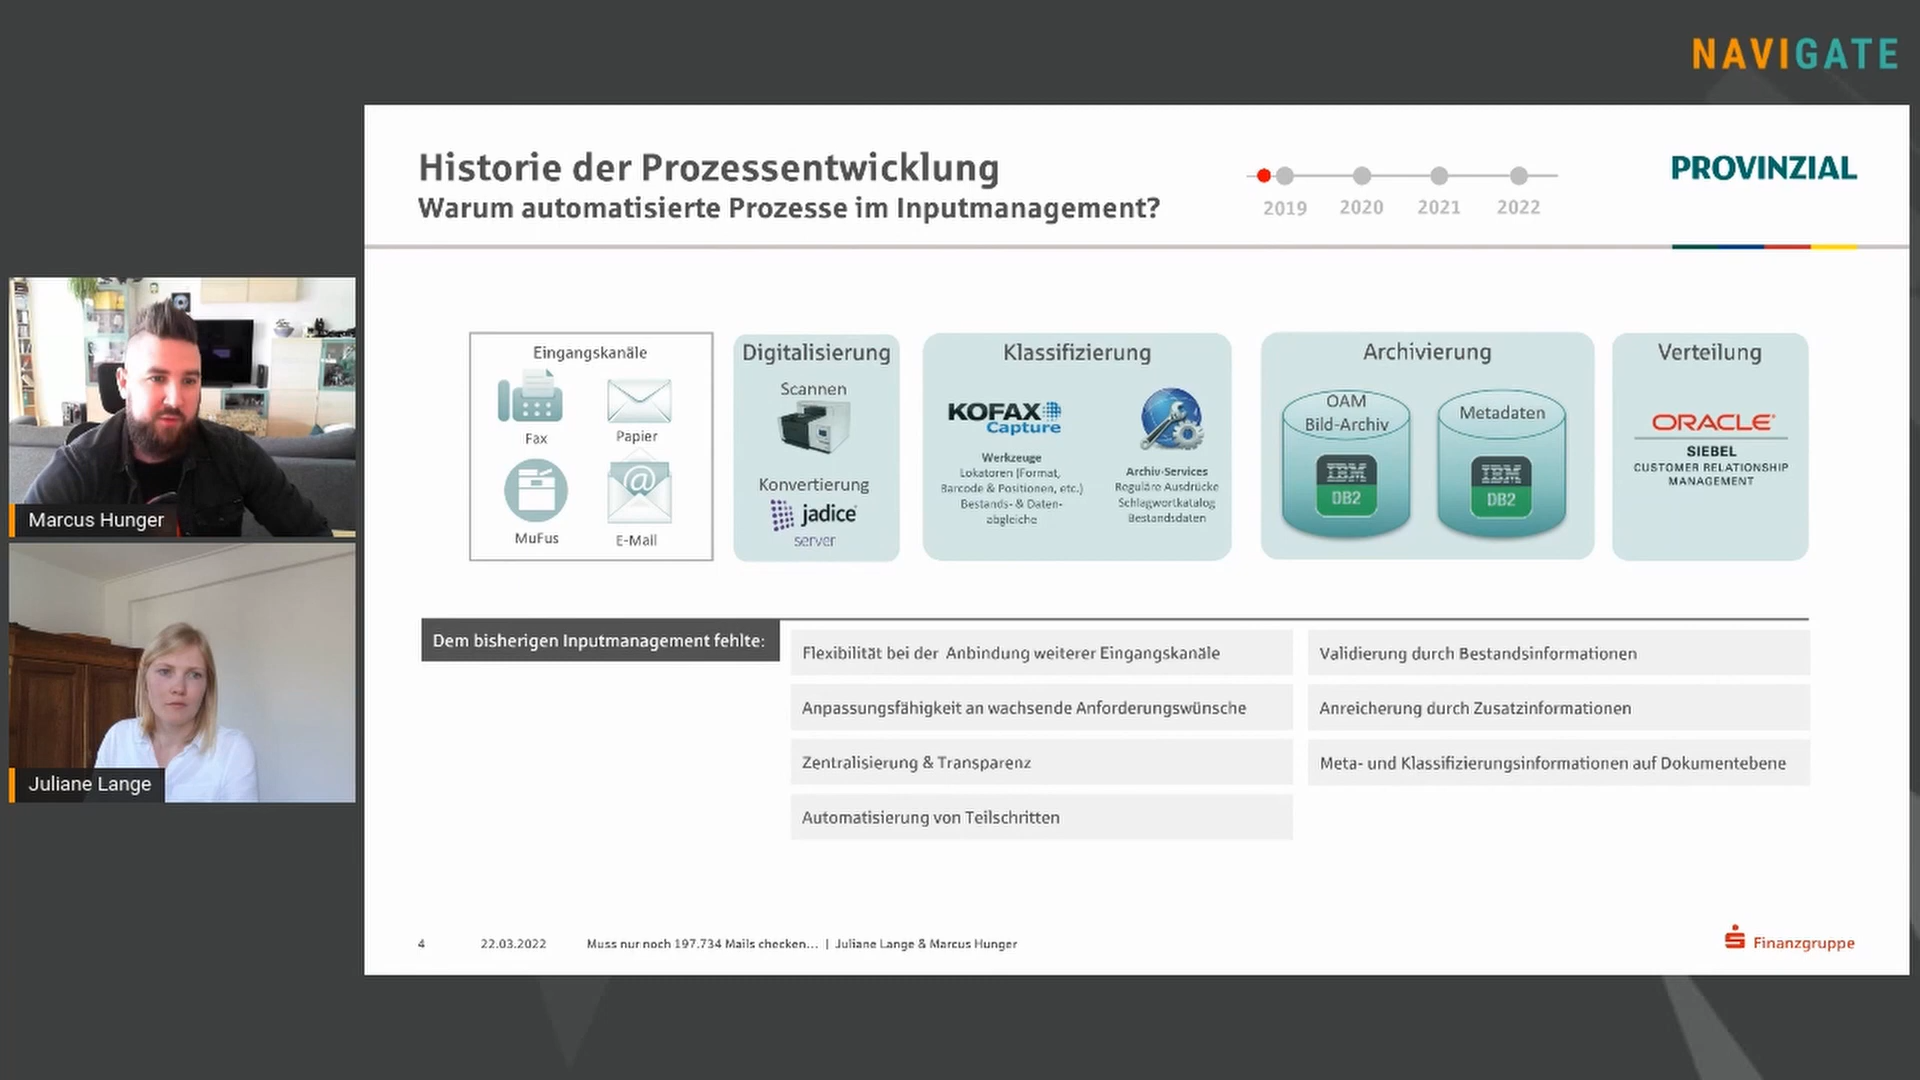 NAVIGATE
Historie der Prozessentwicklung
Warum automatisierte Prozesse im Inputmanagement?
2019 2020 2021 2022
PROVINZIAL
Eingangskanäle
Fax
Papier
MuFus
E-Mail
Digitalisierung
Scannen
Konvertierung
jadice
server
Klassifizierung
KOFAX
Capture
Werkzeuge
Lokatoren (Format,
Barcode & Positionen, etc.)
Bestands- & Daten-
abgleiche
Archiv-Services
Reguläre Ausdrücke
Schlagwortkatalog
Bestandsdaten
Archivierung
OAM
Bild-Archiv
IBM
DB2
Metadaten
IBM
DB2
Verteilung
ORACLE
SIEBEL
CUSTOMER RELATIONSHIP
MANAGEMENT
Marcus Hunger
Juliane Lange
Dem bisherigen Inputmanagement fehlte:
Flexibilität bei der Anbindung weiterer Eingangskanäle
Anpassungsfähigkeit an wachsende Anforderungswünsche
Zentralisierung & Transparenz
Automatisierung von Teilschritten
Validierung durch Bestandsinformationen
Anreicherung durch Zusatzinformationen
Meta- und Klassifizierungsinformationen auf Dokumentebene
4 22.03.2022 Muss nur noch 197.734 Mails checken... | Juliane Lange & Marcus Hunger
Finanzgruppe